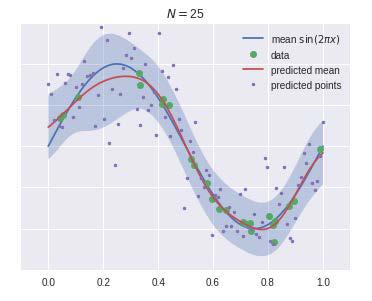 N = 25
mean sin(2πx)
data
predicted mean
predicted points
0.0 0.2 0.4 0.6 0.8 1.0